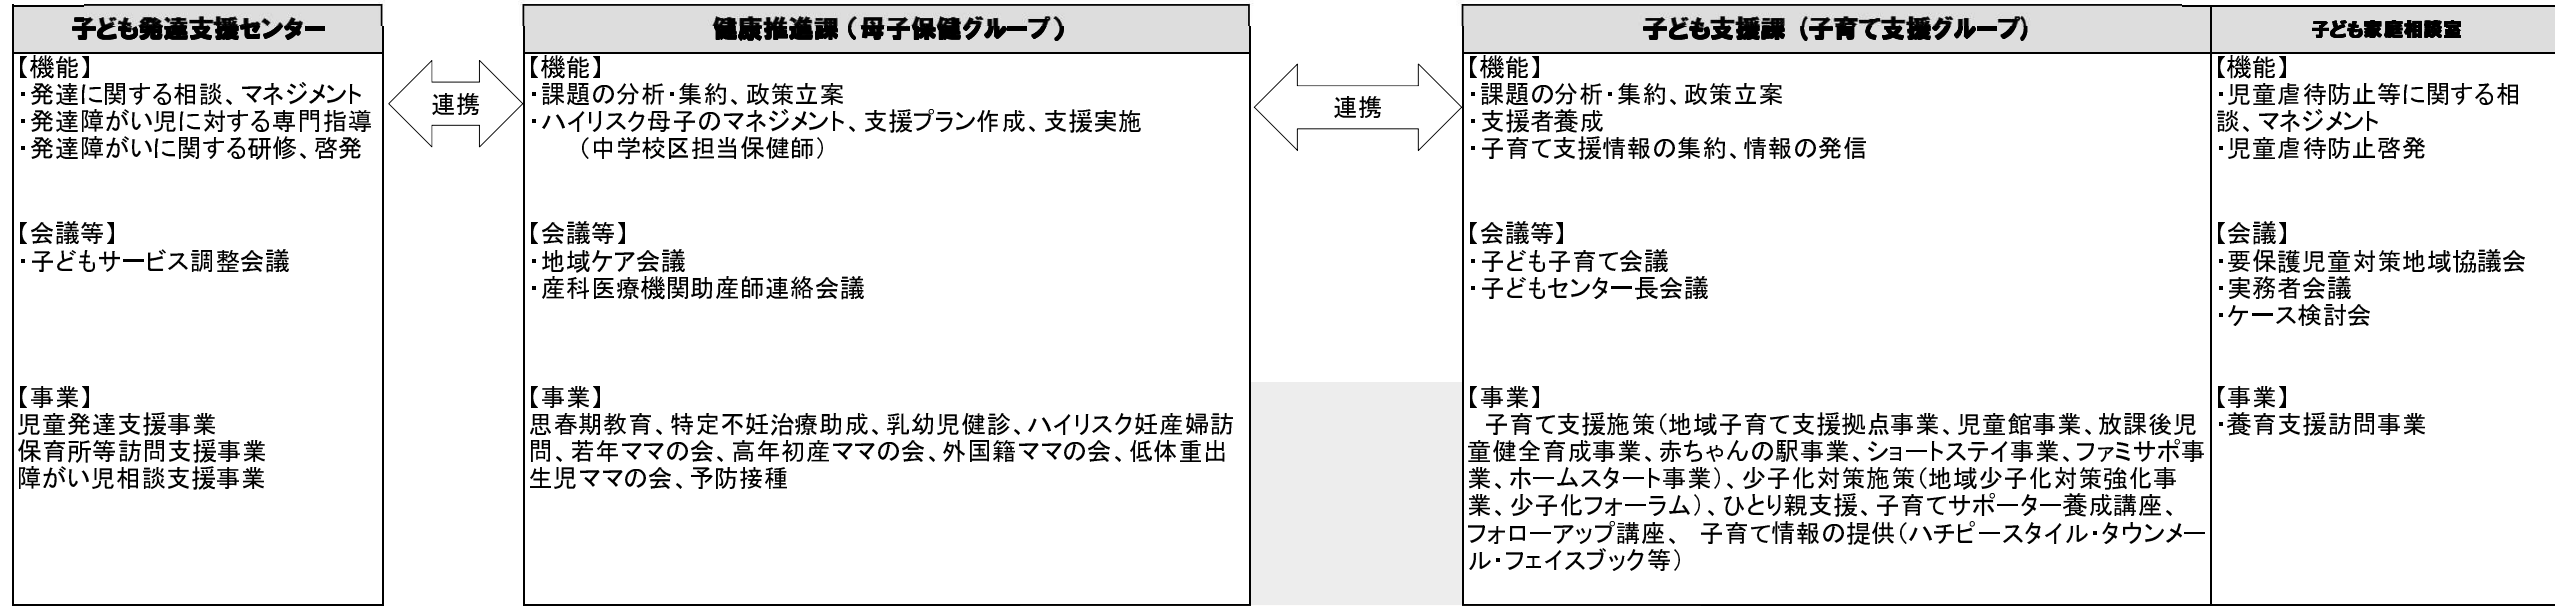 子ども発達支援センター
【機能】
・発達に関する相談、マネジメント
・発達障がい児に対する専門指導
・発達障がいに関する研修、啓発
【会議等】
・子どもサービス調整会議
【事業】
児童発達支援事業
保育所等訪問支援事業
障がい児相談支援事業
連携
健康推進課（母子保健グループ）
【機能】
・課題の分析・集約、政策立案
・ハイリスク母子のマネジメント、支援プラン作成、支援実施
（中学校区担当保健師）
【会議等】
・地域ケア会議
・産科医療機関助産師連絡会議
【事業】
思春期教育、特定不妊治療助成、乳幼児健診、ハイリスク妊産婦訪
問、若年ママの会、高年初産ママの会、外国籍ママの会、低体重出
生児ママの会、予防接種
連携
子ども支援課（子育て支援グループ）
【機能】
・課題の分析・集約、政策立案
・支援者養成
・子育て支援情報の集約、情報の発信
【会議等】
・子ども子育て会議
・子どもセンター長会議
【事業】
子育て支援施策（地域子育て支援拠点事業、児童館事業、放課後児
童健全育成事業、赤ちゃんの駅事業、ショートステイ事業、ファミサポ事
業、ホームスタート事業）、少子化対策施策（地域少子化対策強化事
業、少子化フォーラム）、ひとり親支援、子育てサポーター養成講座、
フォローアップ講座、 子育て情報の提供（ハチピースタイル・タウンメー
ル・フェイスブック等）
子ども家庭相談室
【機能】
・児童虐待防止等に関する相
談、マネジメント
・児童虐待防止啓発
【会議】
・要保護児童対策地域協議会
・実務者会議
・ケース検討会
【事業】
・養育支援訪問事業